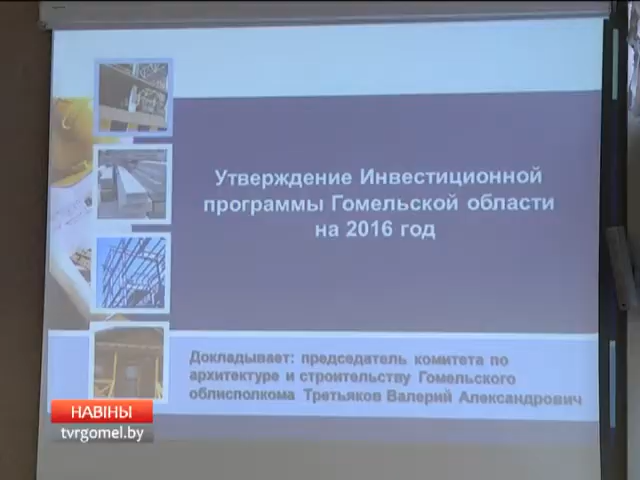 Утверждение Инвестиционной
программы Гомельской области
на 2016 год
Докладывает: председатель комитета по
архитектуре и строительству Гомельского
облисполкома Третьяков Валерий Александрович
НАВІНЫ
tvrgomel.by